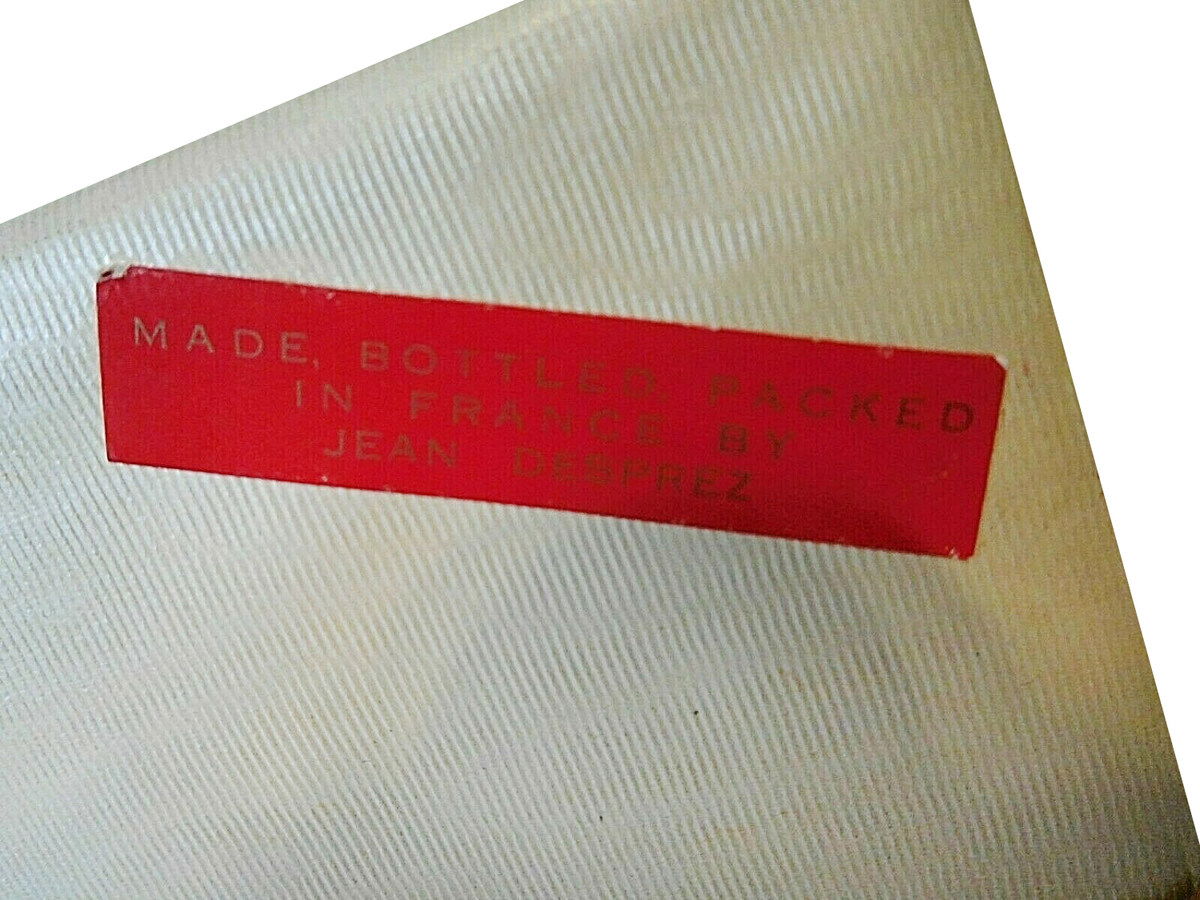 MADE, BOTTLED, PACKED
IN FRANCE BY
JEAN DESPREZ